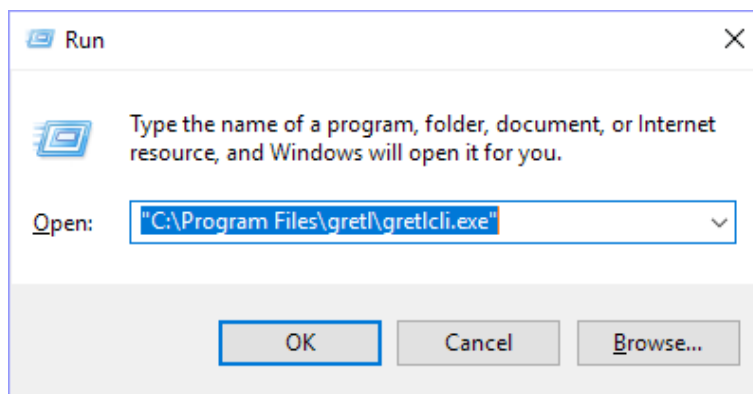 Run
Type the name of a program, folder, document, or Internet
resource, and Windows will open it for you.
Open: "C:\Program Files\gretl\gretlcli.exe"
OK Cancel Browse...